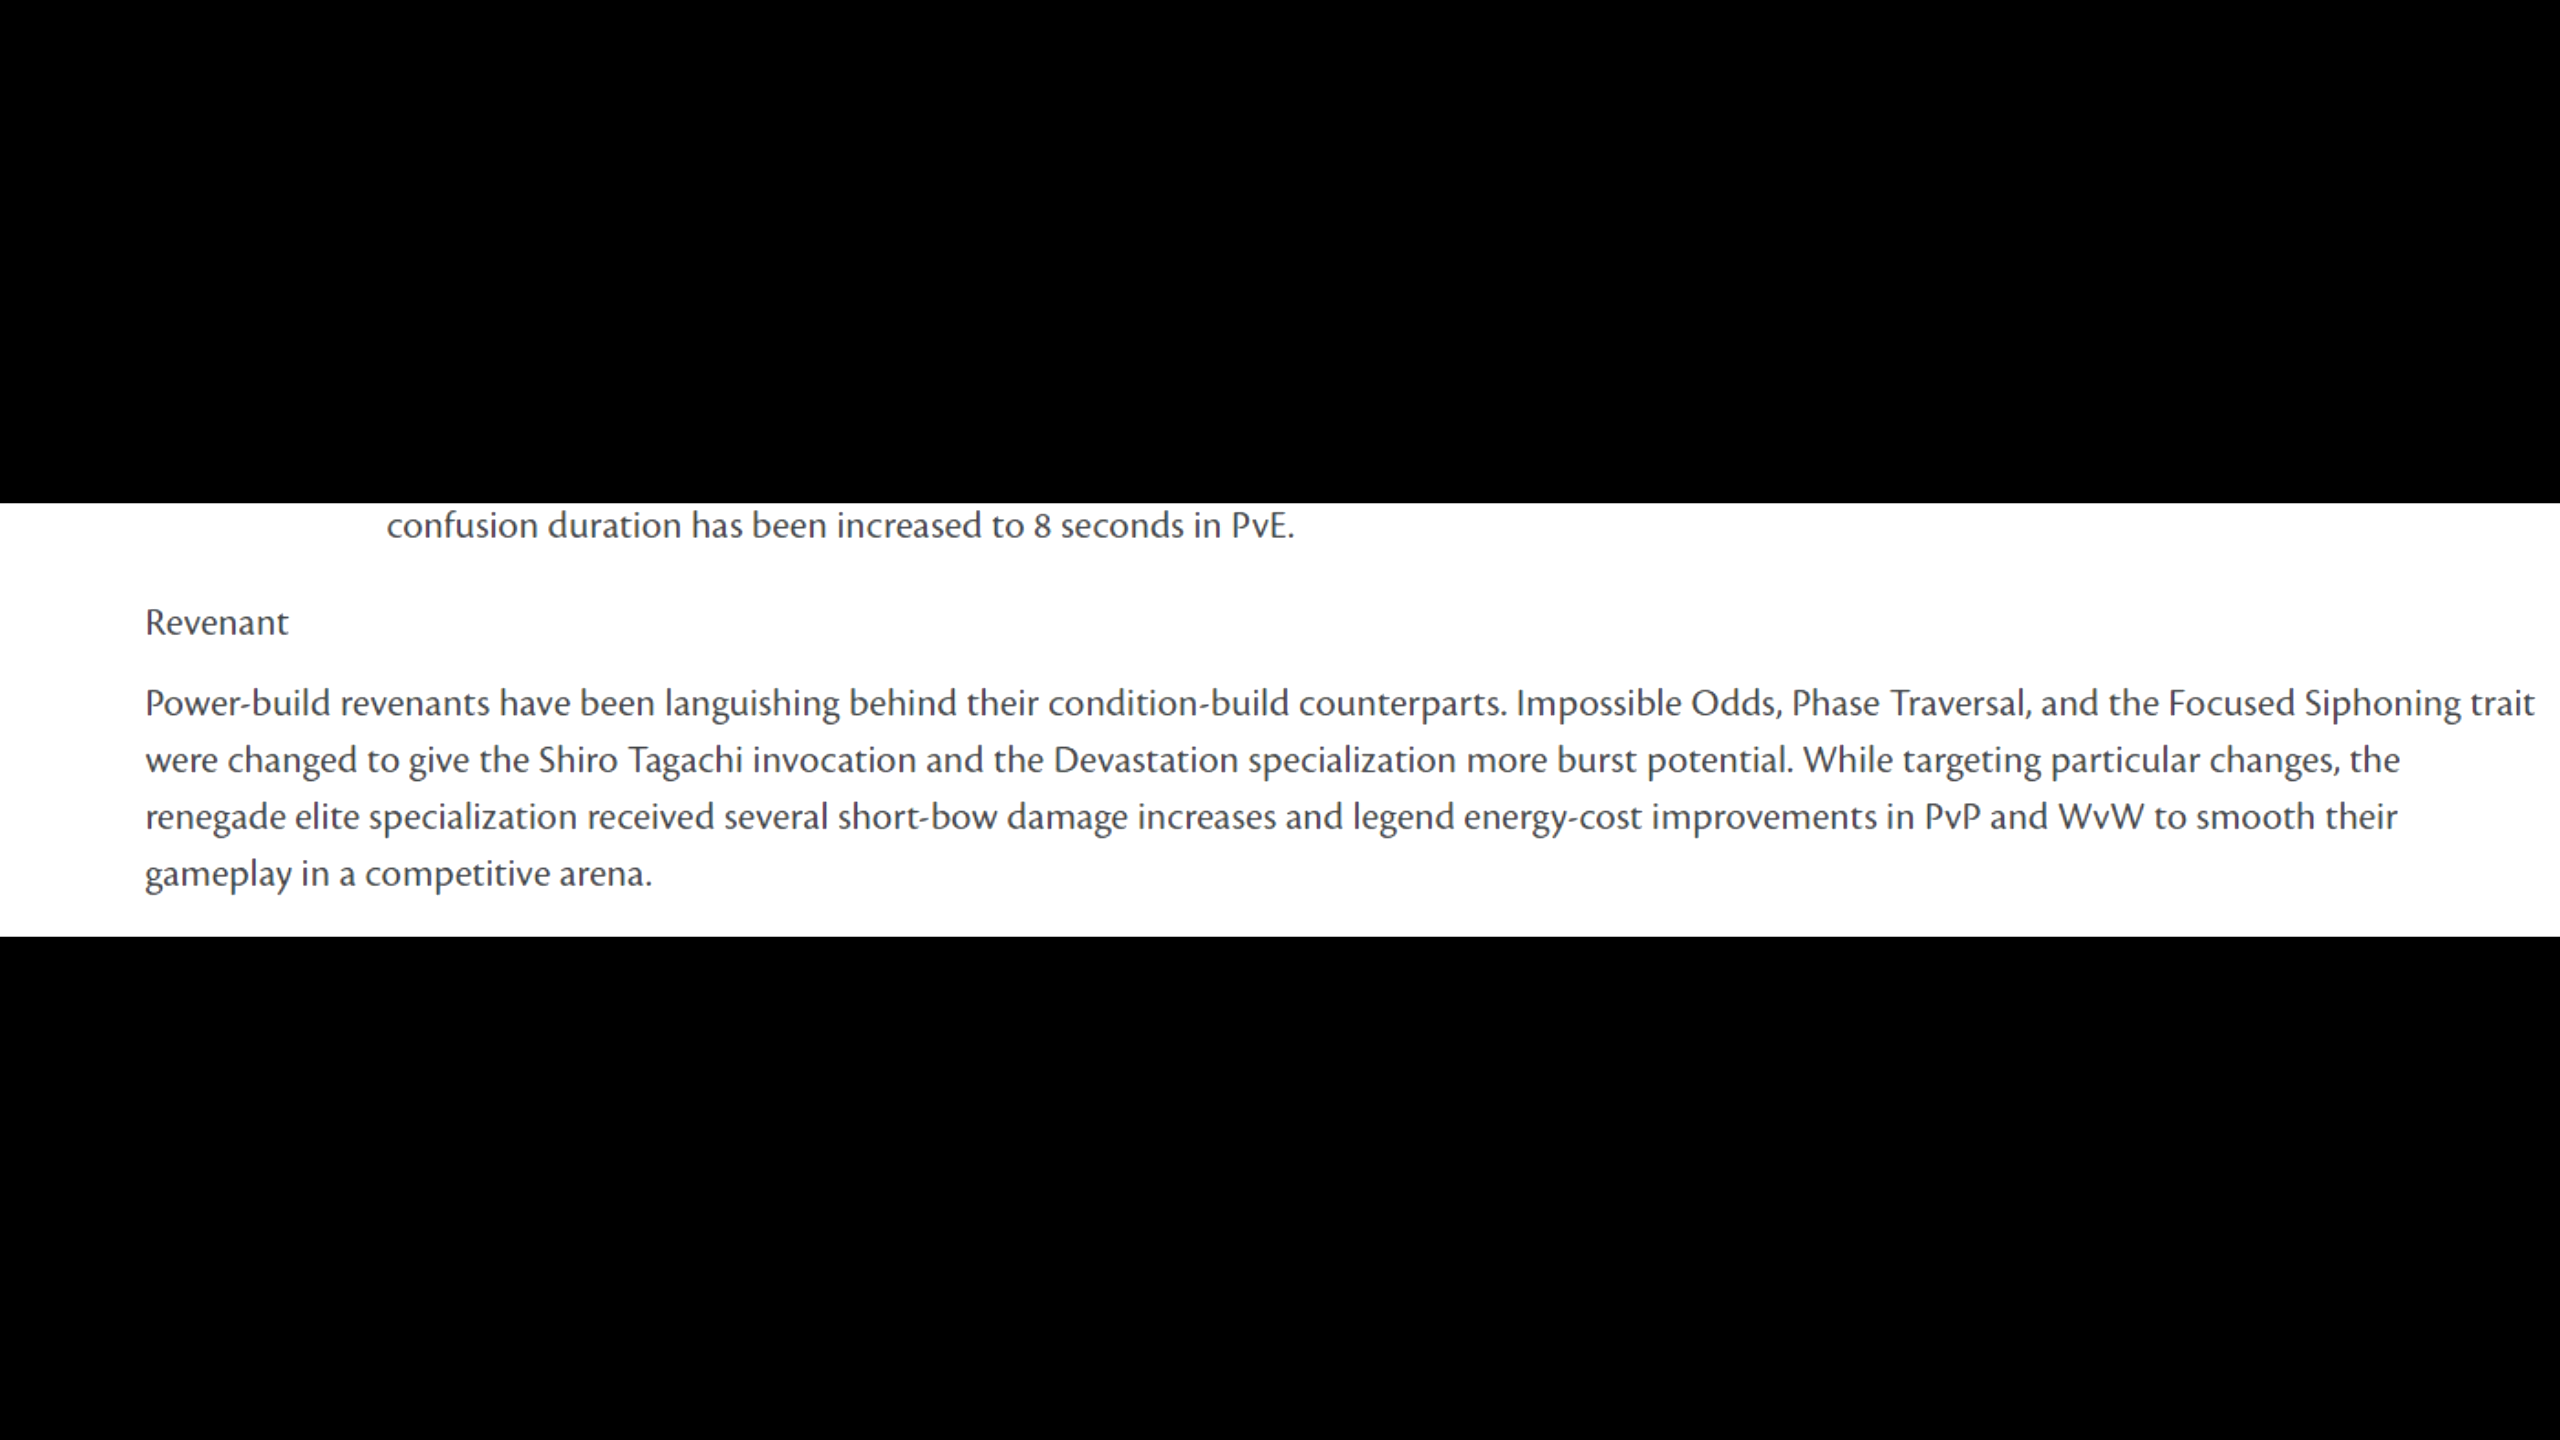 confusion duration has been increased to 8 seconds in PvE.
Revenant
Power-build revenants have been languishing behind their condition-build counterparts. Impossible Odds, Phase Traversal, and the Focused Siphoning trait
were changed to give the Shiro Tagachi invocation and the Devastation specialization more burst potential. While targeting particular changes, the
renegade elite specialization received several short-bow damage increases and legend energy-cost improvements in PvP and WvW to smooth their
gameplay in a competitive arena.